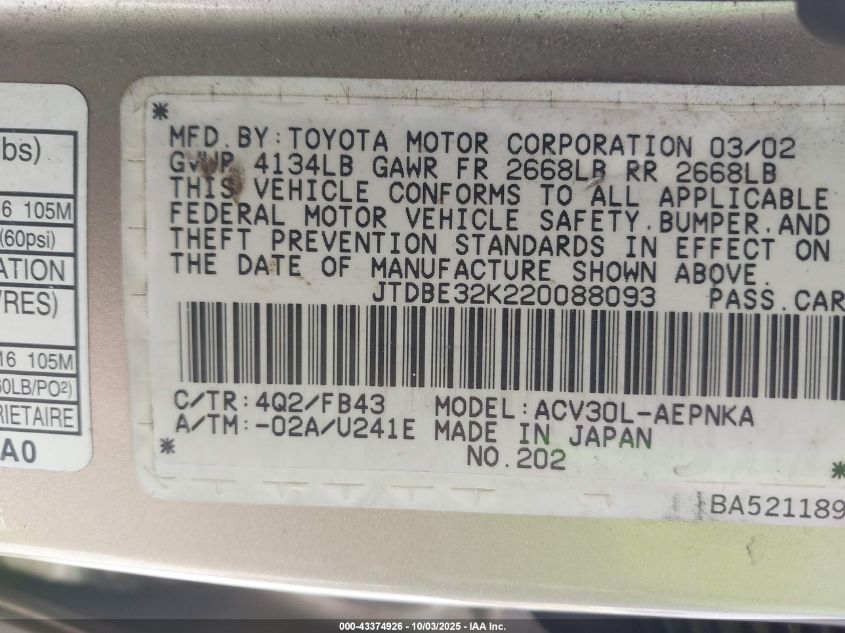 bs)
6 105M
(60psi)
ATION
VRES)
16 105M
60LB/PO²)
RIETAIRE
A0
*
MFD. BY: TOYOTA MOTOR CORPORATION 03/02
GVWR 4134LB GAWR FR 2668LB RR 2668LB
THIS VEHICLE CONFORMS TO ALL APPLICABLE
FEDERAL MOTOR VEHICLE SAFETY, BUMPER, AND
THEFT PREVENTION STANDARDS IN EFFECT ON
THE DATE OF MANUFACTURE SHOWN ABOVE.
JTDBE32K220088093 PASS. CAR
C/TR: 4Q2/FB43 MODEL: ACV30L-AEPNKA
A/TM: -02A/U241E MADE IN JAPAN
* NO. 202 *
BA521189
000-43374926 - 10/03/2025 - IAA Inc.